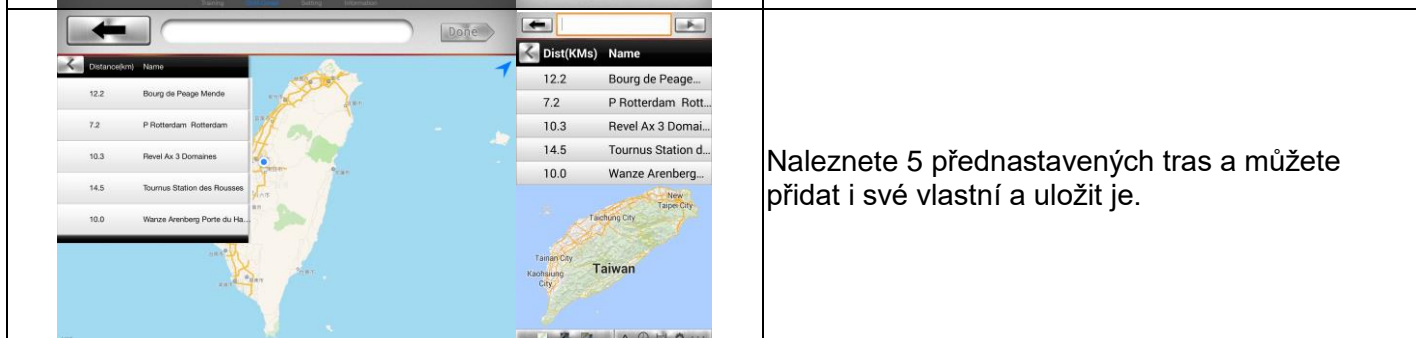 Training Setting Information
Done
Distance(km) Name
12.2 Bourg de Peage Mende
7.2 P Rotterdam Rotterdam
10.3 Revel Ax 3 Domaines
14.5 Tournus Station des Rousses
10.0 Wanze Arenberg Porte du Ha...
Dist(KMs) Name
12.2 Bourg de Peage...
7.2 P Rotterdam Rott...
10.3 Revel Ax 3 Domai...
14.5 Tournus Station d...
10.0 Wanze Arenberg...
New
Taipei City
Taichung City
Tainan City
Taiwan
Kaohsiung
City
Naleznete 5 přednastavených tras a můžete
přidat i své vlastní a uložit je.